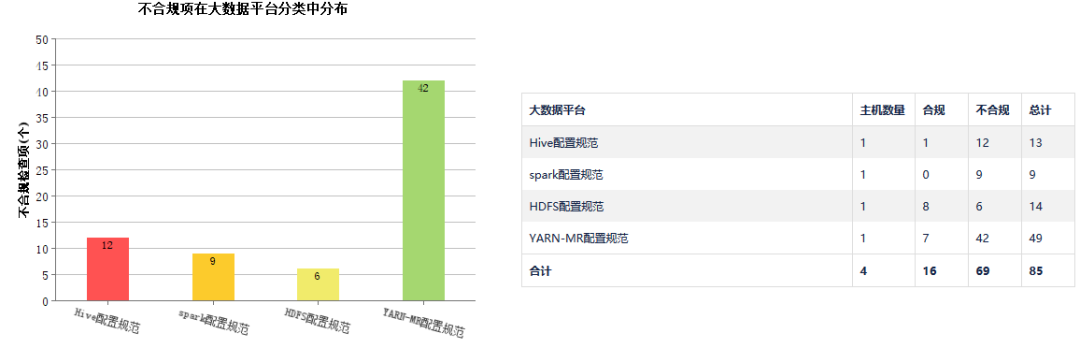 不合规项在大数据平台分类中分布
不合规检查项(个)
50
45
40
35
30
25
20
15
10
5
0
12
9
6
42
Hive配置规范
spark配置规范
HDFS配置规范
YARN-MR配置规范
大数据平台 主机数量 合规 不合规 总计
Hive配置规范 1 1 12 13
spark配置规范 1 0 9 9
HDFS配置规范 1 8 6 14
YARN-MR配置规范 1 7 42 49
合计 4 16 69 85